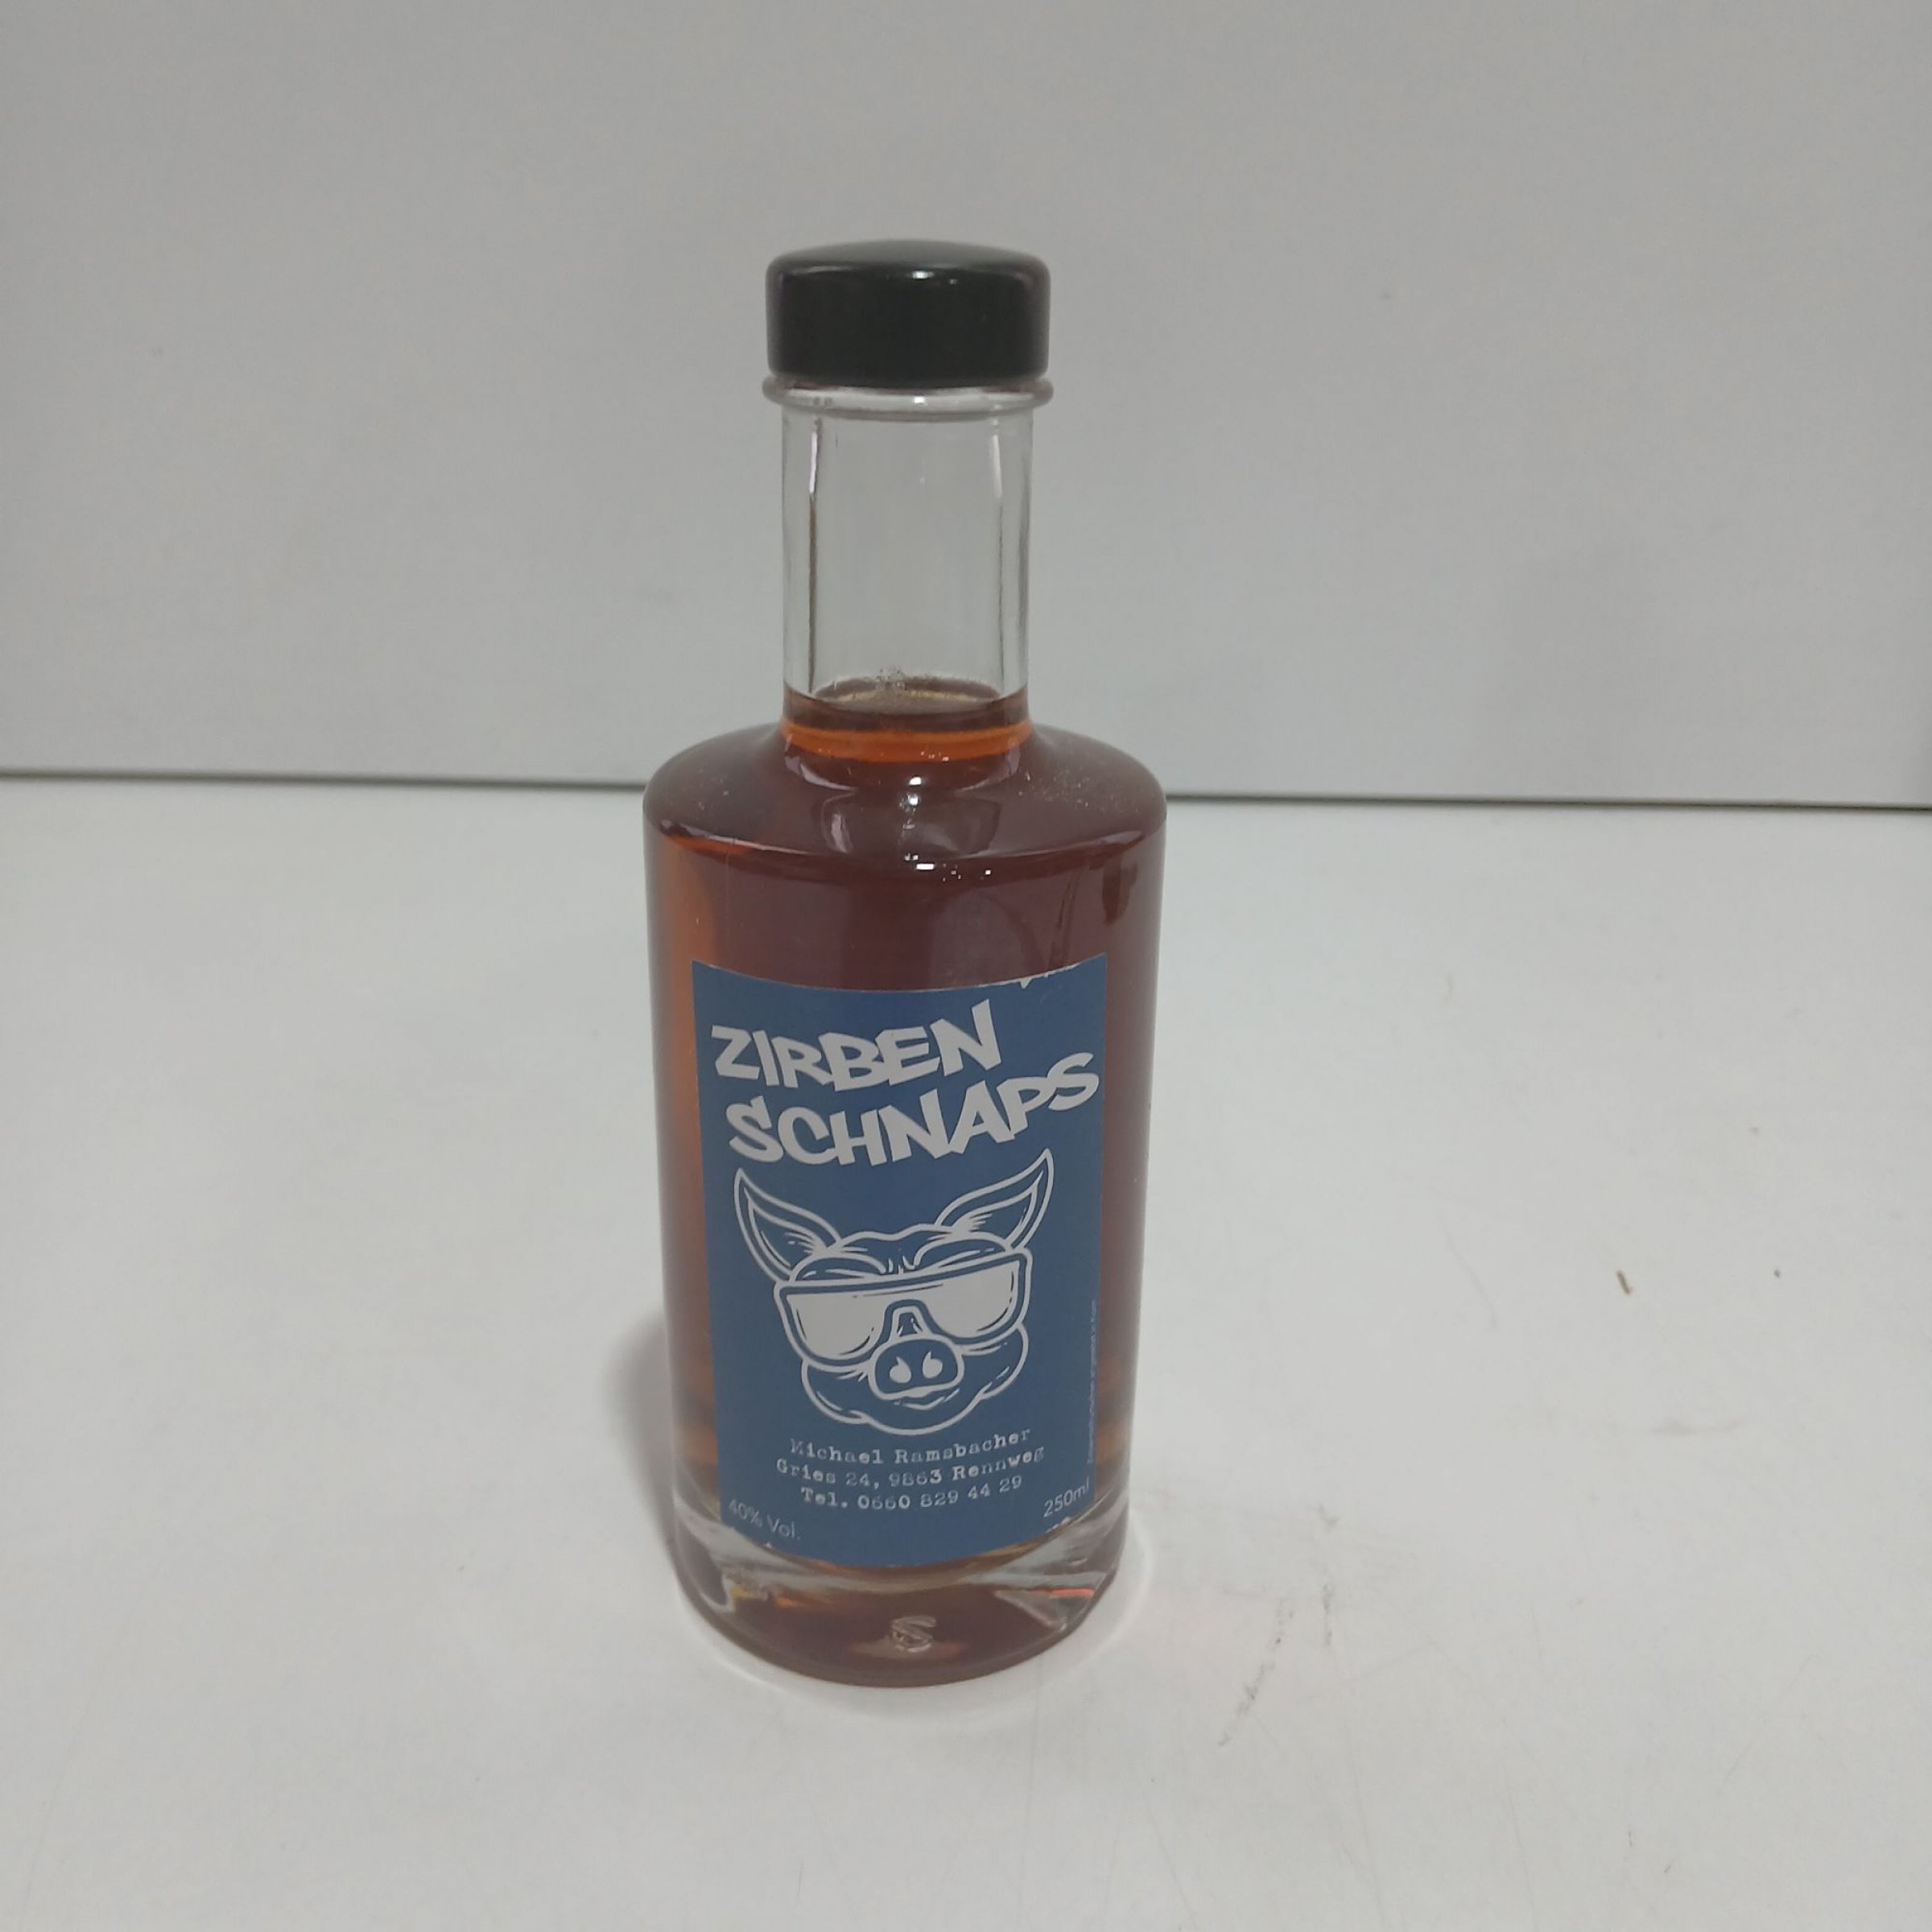 ZIRBEN
SCHNAPS
Michael Ramsbacher
Gries 24, 9863 Rennweg
Tel. 0660 829 44 29
40% Vol.
250ml